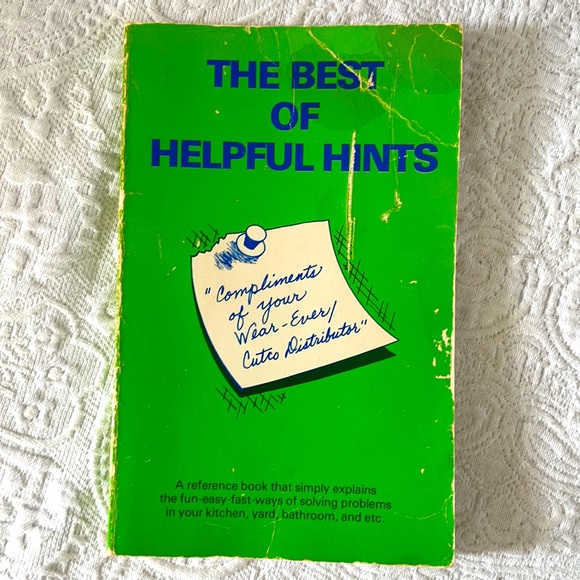 THE BEST
OF
HELPFUL HINTS
"Compliments
of your
Wear-Ever/
Cutco Distributor"
A reference book that simply explains
the fun-easy-fast-ways of solving problems
in your kitchen, yard, bathroom, and etc.